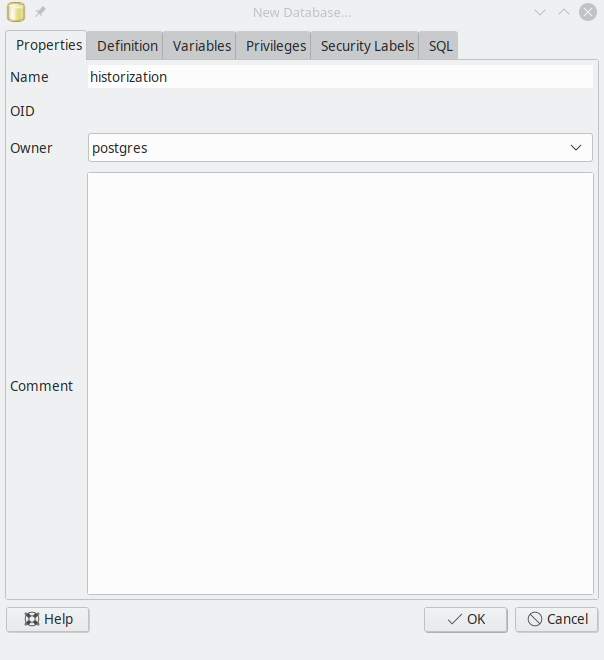 New Database...
Properties Definition Variables Privileges Security Labels SQL
Name historization
OID
Owner postgres
Comment
Help OK Cancel